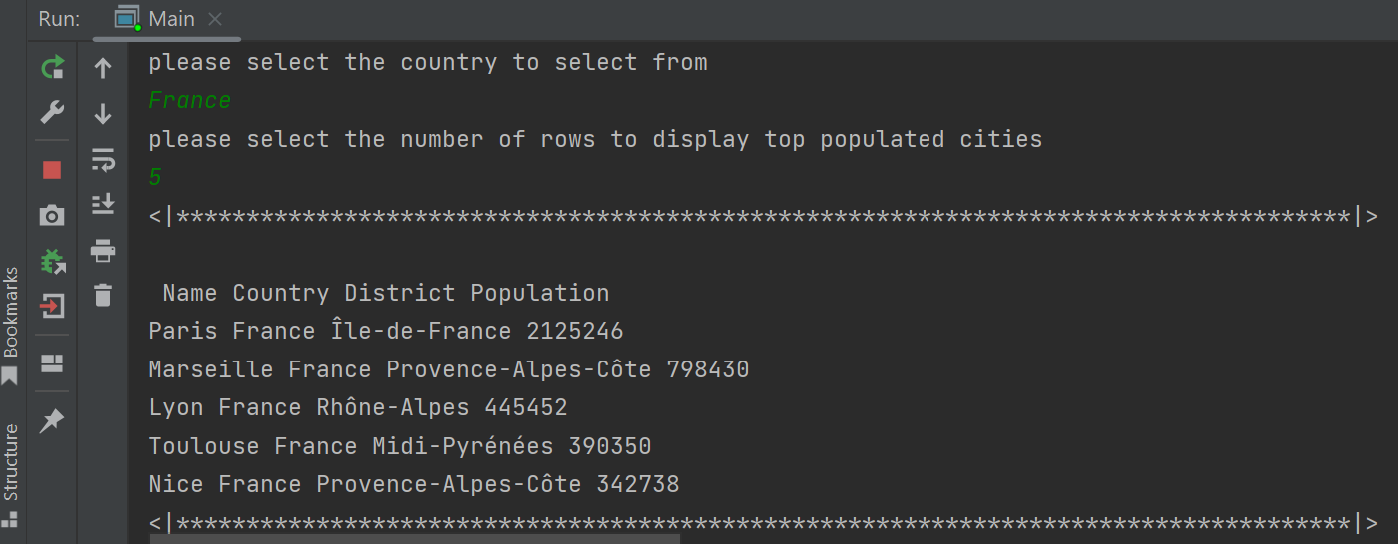 Run: Main
please select the country to select from
France
please select the number of rows to display top populated cities
5
<|************************************************************************************|>
Name Country District Population
Paris France Île-de-France 2125246
Marseille France Provence-Alpes-Côte 798430
Lyon France Rhône-Alpes 445452
Toulouse France Midi-Pyrénées 390350
Nice France Provence-Alpes-Côte 342738
<|************************************************************************************|>
Bookmarks
Structure